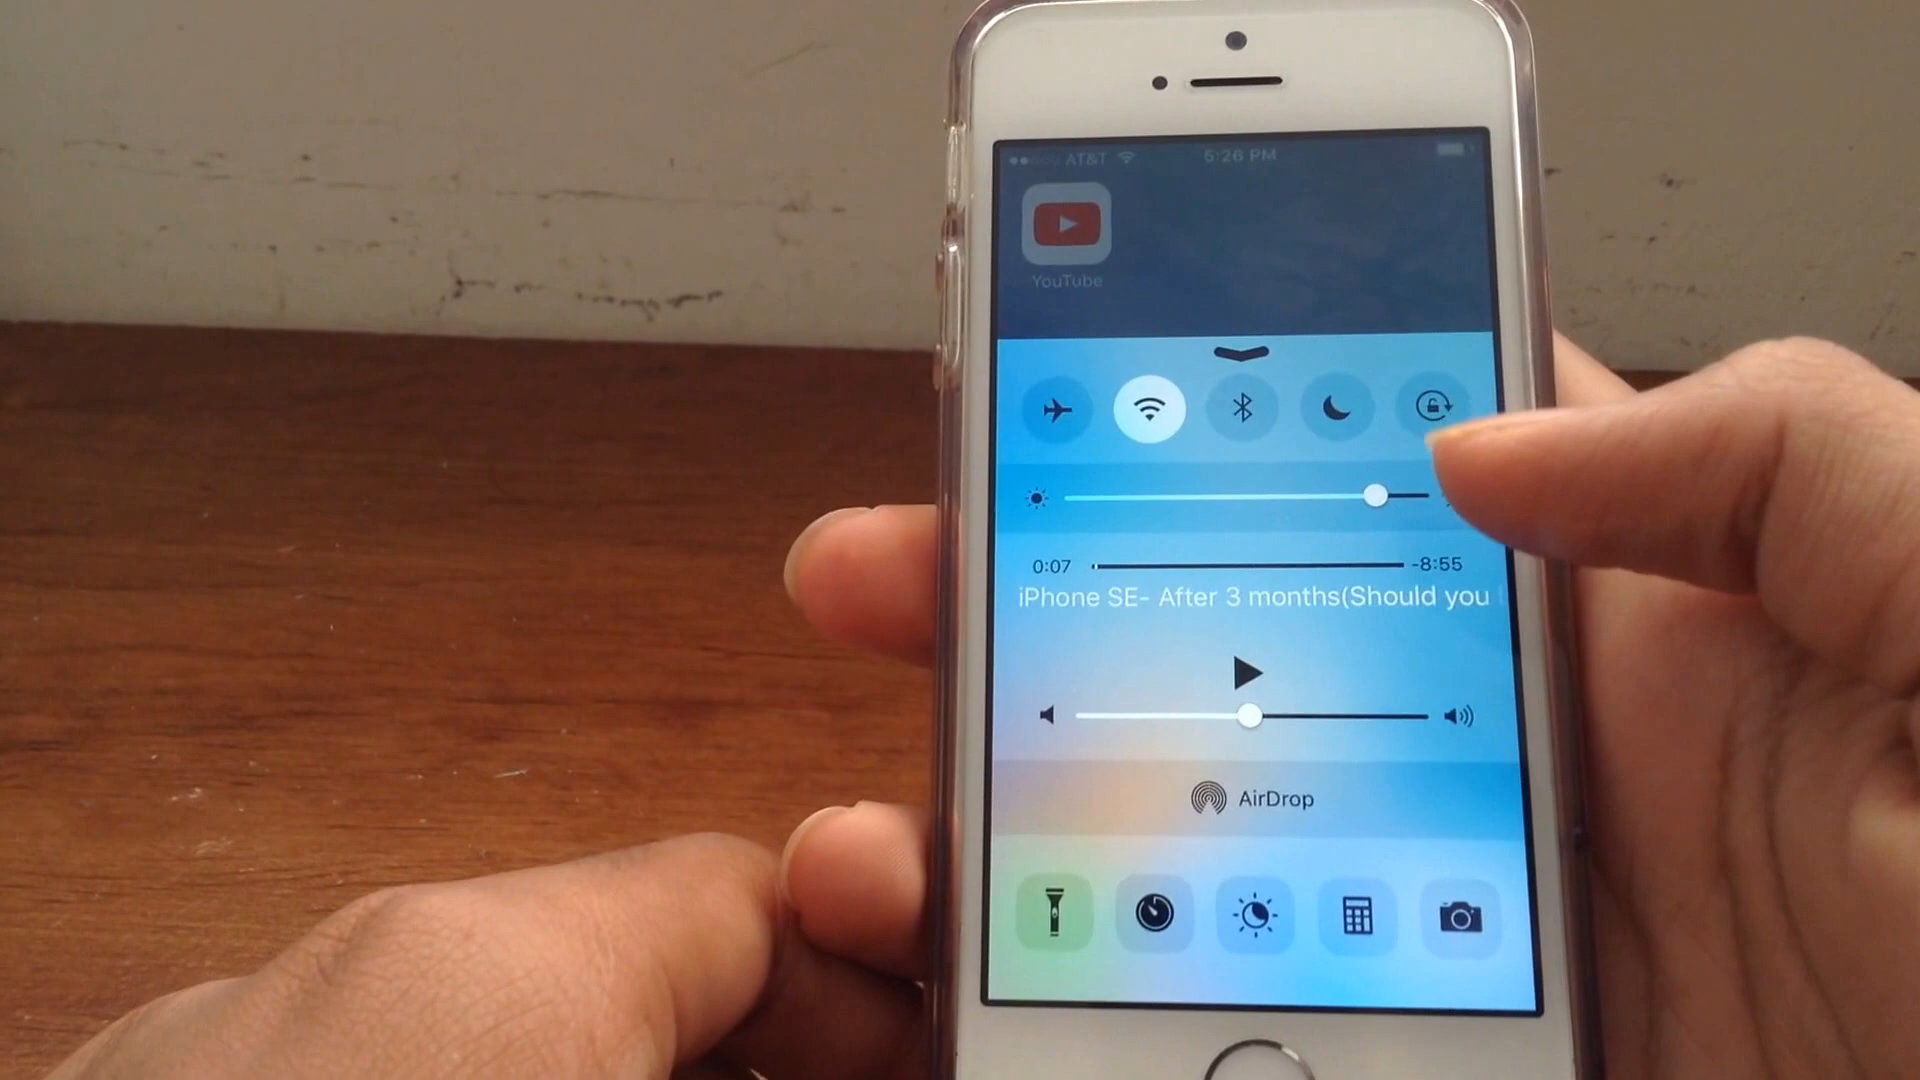 AT&T 5:26 PM
YouTube
0:07 -8:55
iPhone SE- After 3 months(Should you
AirDrop